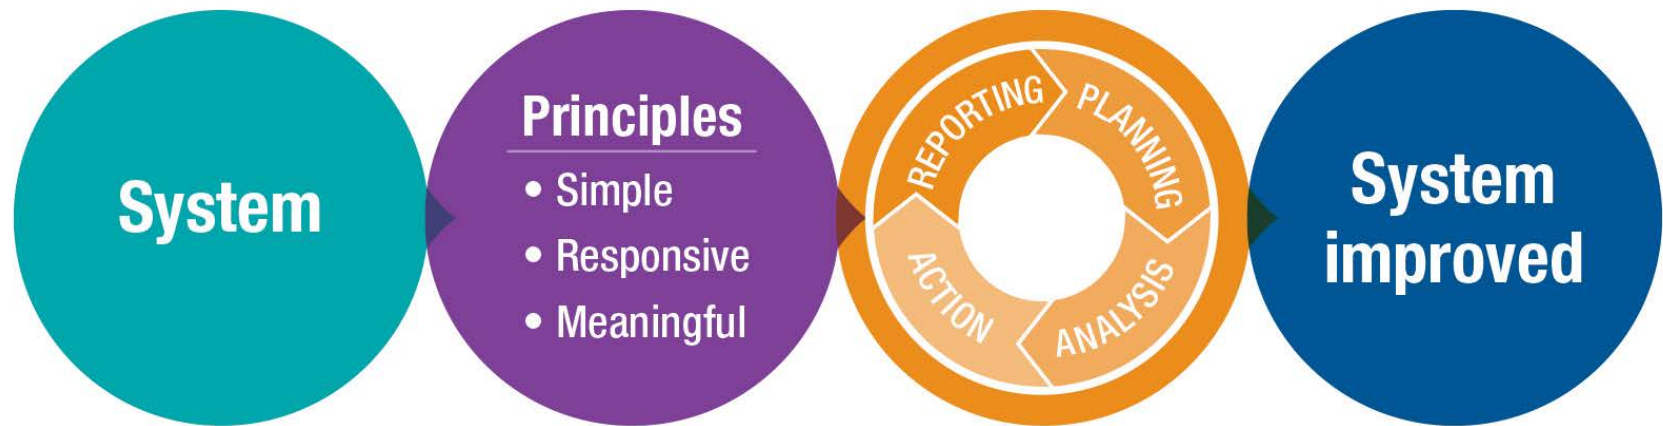 System
Principles
• Simple
• Responsive
• Meaningful
REPORTING
PLANNING
ANALYSIS
ACTION
System
improved